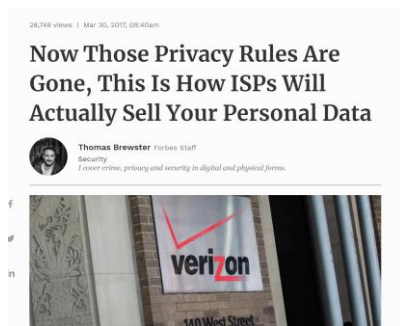 28,748 views | Mar 30, 2017, 09:40am
Now Those Privacy Rules Are
Gone, This Is How ISPs Will
Actually Sell Your Personal Data
Thomas Brewster Forbes Staff
Security
I cover crime, privacy and security in digital and physical forms.
f
in
verizon
140 West Street